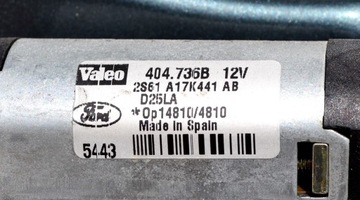 Valeo 404.736B 12V
2S61 A17K441 AB
D25LA
Ford *Op14810/4810
Made in Spain
5443